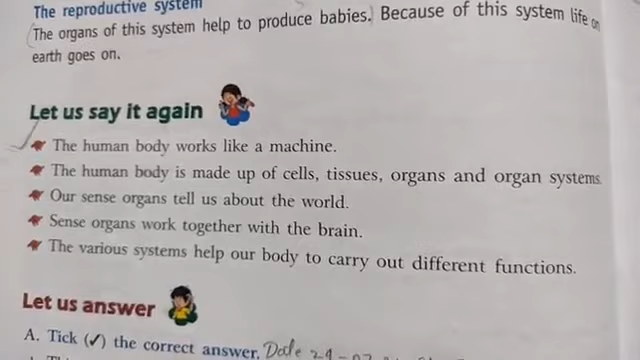 The reproductive system
The organs of this system help to produce babies. Because of this system life on
earth goes on.
Let us say it again
The human body works like a machine.
The human body is made up of cells, tissues, organs and organ systems.
Our sense organs tell us about the world.
Sense organs work together with the brain.
The various systems help our body to carry out different functions.
Let us answer
A. Tick (✓) the correct answer. Date 29-07